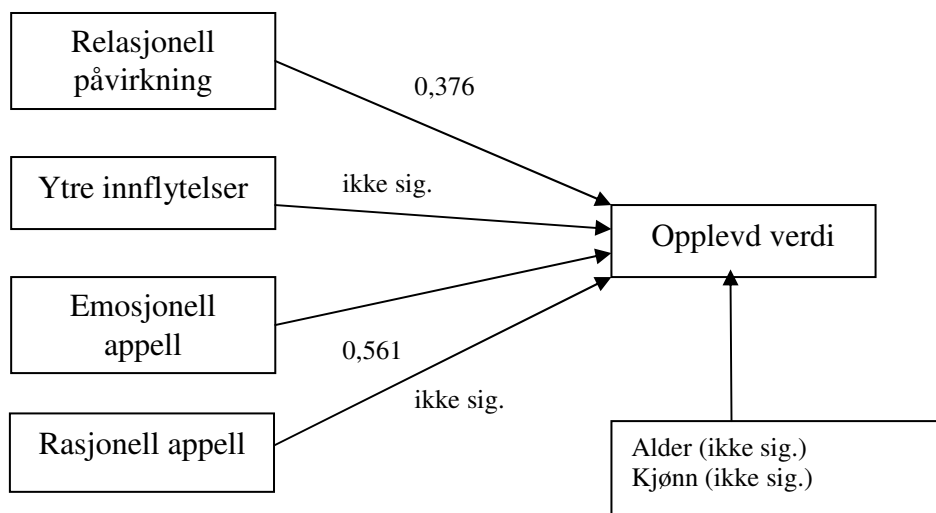 Relasjonell
påvirkning
0,376
Ytre innflytelser
ikke sig.
Opplevd verdi
Emosjonell
appell
0,561
ikke sig.
Rasjonell appell
Alder (ikke sig.)
Kjønn (ikke sig.)